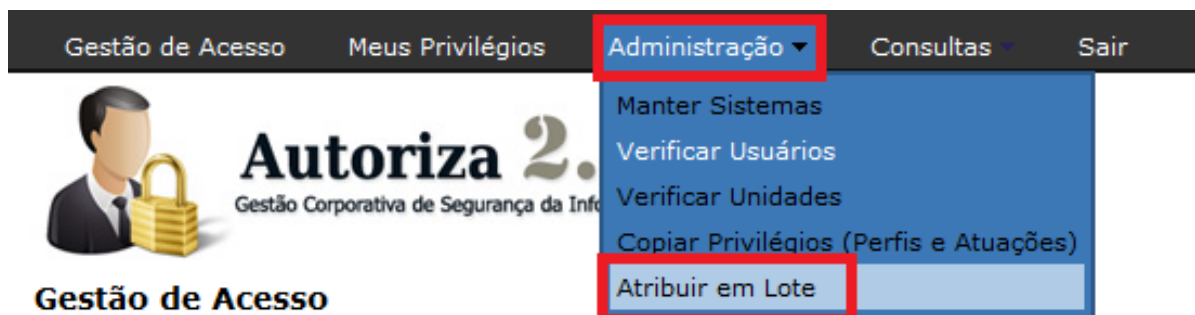 Gestão de Acesso Meus Privilégios Administração Consultas Sair
Manter Sistemas
Verificar Usuários
Verificar Unidades
Copiar Privilégios (Perfis e Atuações)
Atribuir em Lote
Autoriza 2.
Gestão Corporativa de Segurança da
Gestão de Acesso